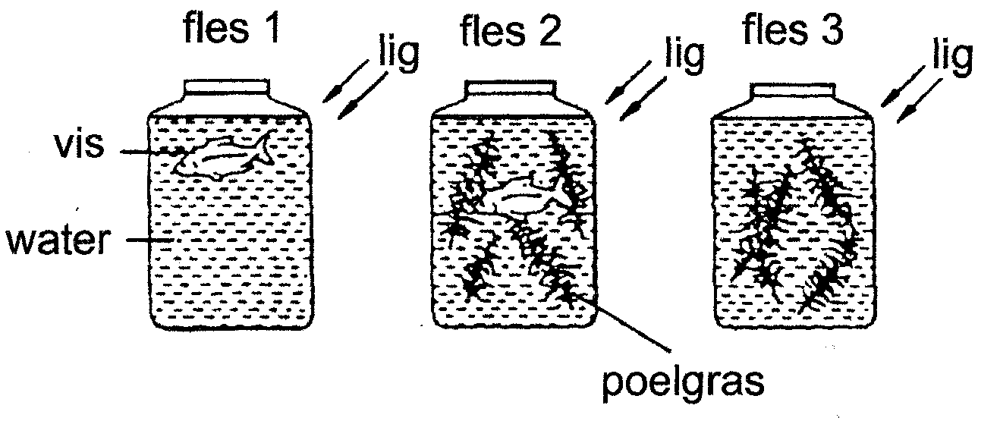 fles 1
fles 2
fles 3
lig
lig
lig
vis
water
poelgras